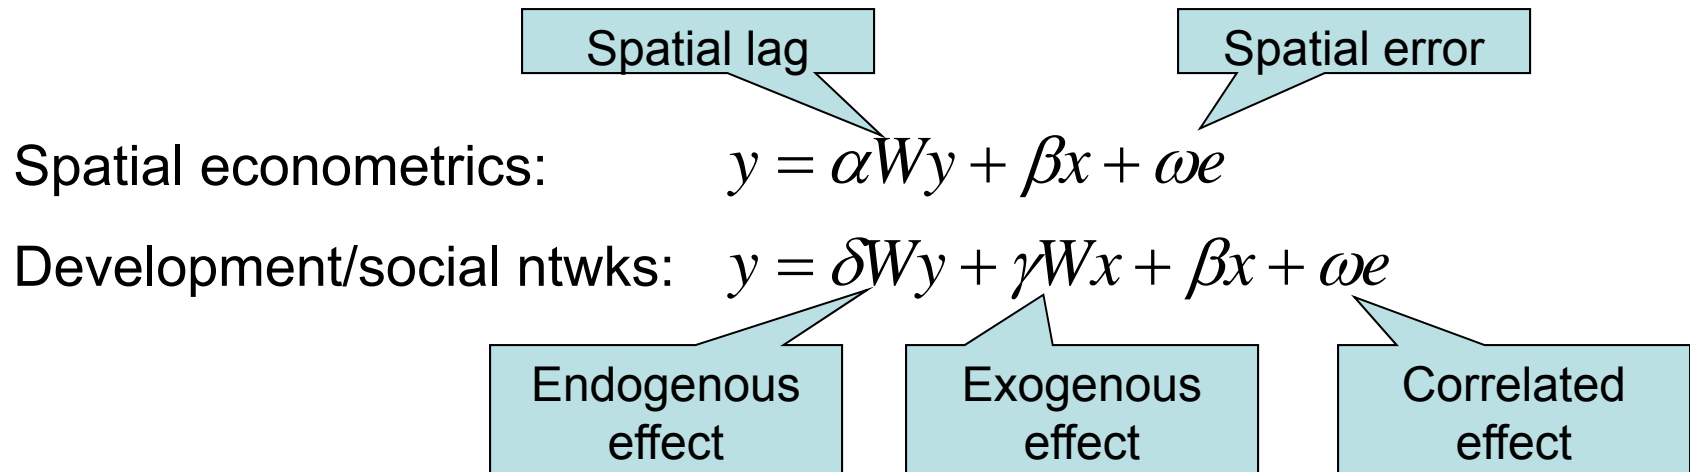 Spatial lag
Spatial error
Spatial econometrics: y = αWy + βx + ωe
Development/social ntwks: y = δWy + γWx + βx + ωe
Endogenous
effect
Exogenous
effect
Correlated
effect